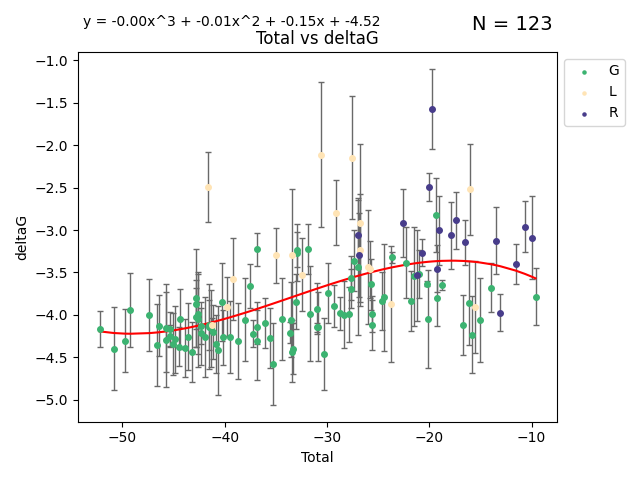 y = -0.00x^3 + -0.01x^2 + -0.15x + -4.52
N = 123
Total vs deltaG
−1.0
−1.5
−2.0
−2.5
−3.0
−3.5
−4.0
−4.5
−5.0
deltaG
−50
−40
−30
−20
−10
Total
G
L
R